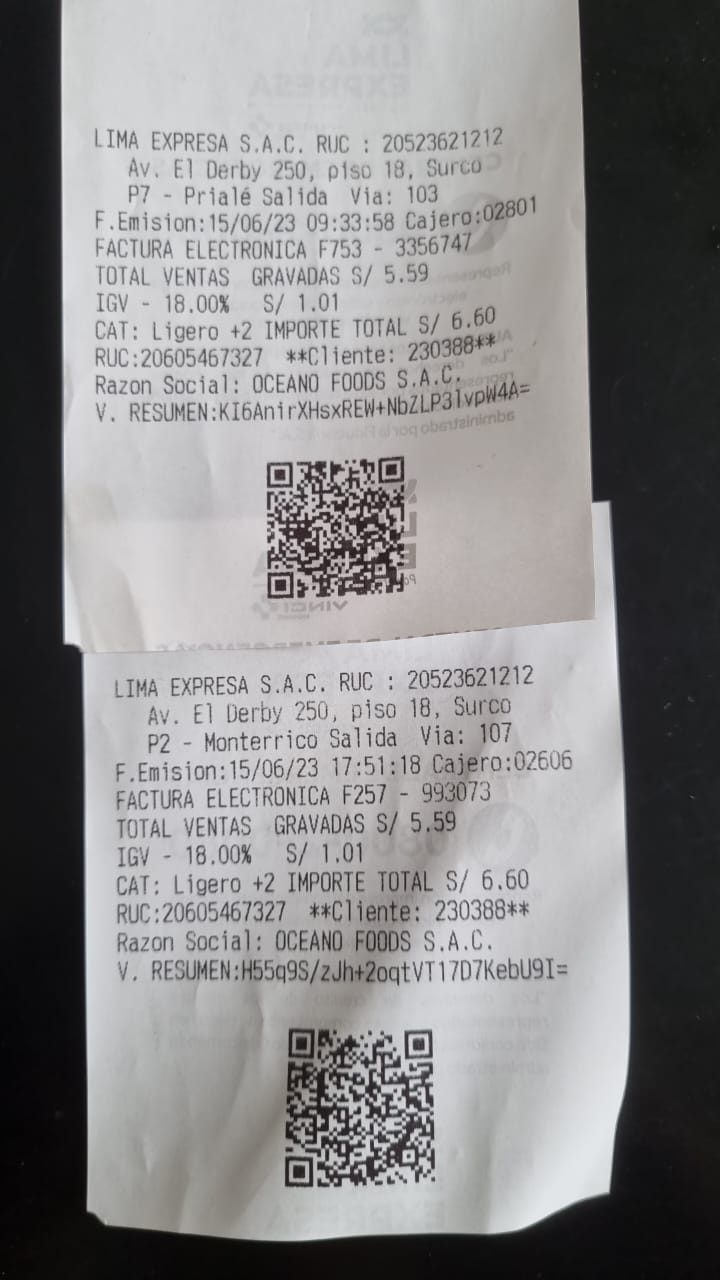 LIMA EXPRESA S.A.C. RUC : 20523621212
Av. El Derby 250, piso 18, Surco
P7 - Prialé Salida Via: 103
F.Emision:15/06/23 09:33:58 Cajero:02801
FACTURA ELECTRONICA F753 - 3356747
TOTAL VENTAS GRAVADAS S/ 5.59
IGV - 18.00% S/ 1.01
CAT: Ligero +2 IMPORTE TOTAL S/ 6.60
RUC:20605467327 **Cliente: 230388**
Razon Social: OCEANO FOODS S.A.C.
V. RESUMEN:KI6AnirXHsxREW+NbZLP3lvpW4A=
LIMA EXPRESA S.A.C. RUC : 20523621212
Av. El Derby 250, piso 18, Surco
P2 - Monterrico Salida Via: 107
F.Emision:15/06/23 17:51:18 Cajero:02606
FACTURA ELECTRONICA F257 - 993073
TOTAL VENTAS GRAVADAS S/ 5.59
IGV - 18.00% S/ 1.01
CAT: Ligero +2 IMPORTE TOTAL S/ 6.60
RUC:20605467327 **Cliente: 230388**
Razon Social: OCEANO FOODS S.A.C.
V. RESUMEN:H55q9S/zJh+2oqtVT17D7KebU9I=